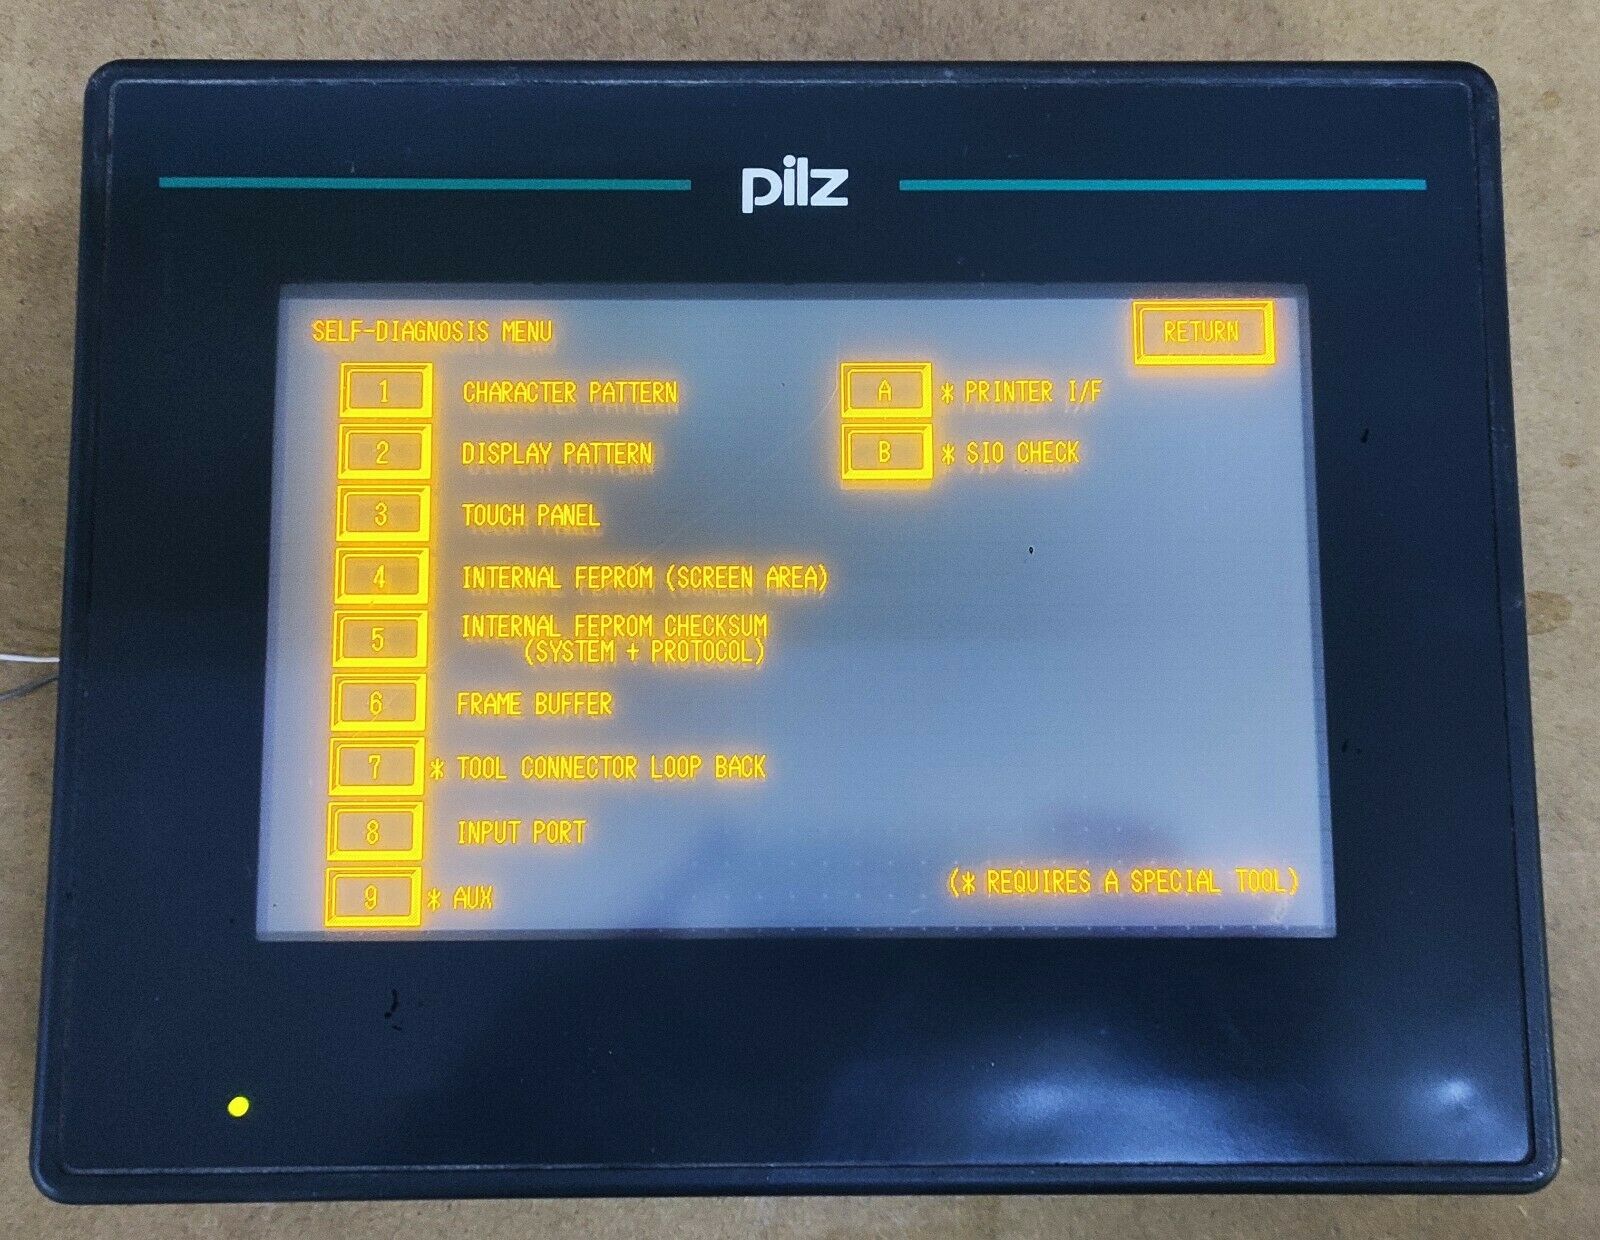 pilz
SELF-DIAGNOSIS MENU
RETURN
1 CHARACTER PATTERN
2 DISPLAY PATTERN
3 TOUCH PANEL
4 INTERNAL FEPROM (SCREEN AREA)
5 INTERNAL FEPROM CHECKSUM
(SYSTEM + PROTOCOL)
6 FRAME BUFFER
7 * TOOL CONNECTOR LOOP BACK
8 INPUT PORT
9 * AUX
A * PRINTER I/F
B * SIO CHECK
(* REQUIRES A SPECIAL TOOL)